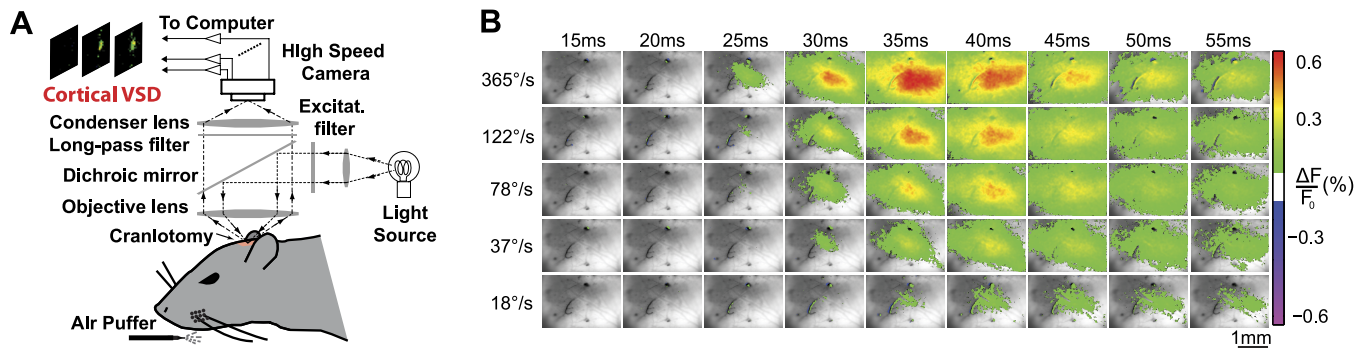 A
To Computer
HIgh Speed
Camera
Cortical VSD
Excitat.
filter
Condenser lens
Long-pass filter
Dichroic mirror
Objective lens
Light
Source
CranIotomy
AIr Puffer
B
15ms 20ms 25ms 30ms 35ms 40ms 45ms 50ms 55ms
365°/s
122°/s
78°/s
37°/s
18°/s
0.6
0.3
ΔF/F₀ (%)
−0.3
−0.6
1mm